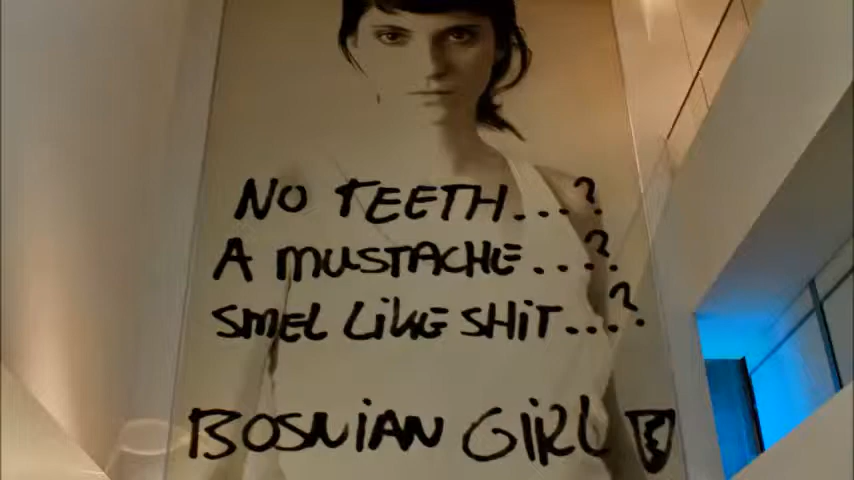 NO TEETH...?
A MUSTACHE...?
SMEL LIKE SHIT...?
BOSNIAN GIRL